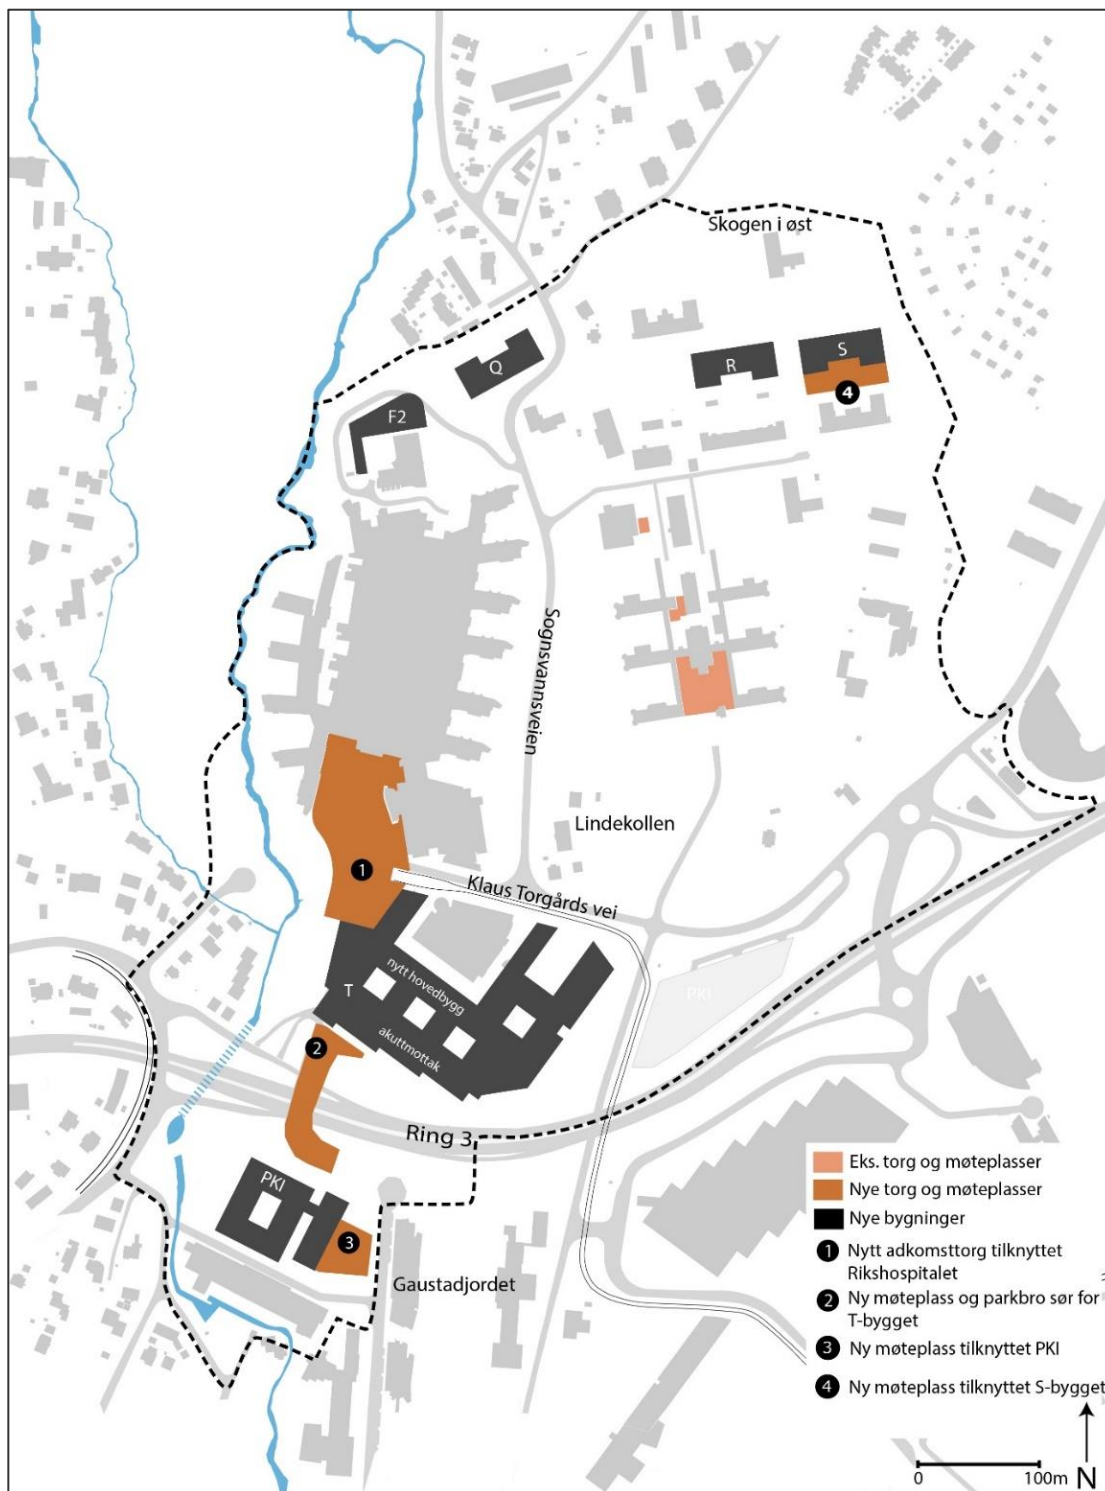 Skogen i øst
S
R
4
Q
F2
Sognsvannsveien
Lindekollen
1
Klaus Torgårds vei
nytt hovedbygg
PKI
T
akuttmottak
2
Ring 3
PKI
3
Gaustadjordet
Eks. torg og møteplasser
Nye torg og møteplasser
Nye bygninger
1 Nytt adkomsttorg tilknyttet
Rikshospitalet
2 Ny møteplass og parkbro sør for
T-bygget
3 Ny møteplass tilknyttet PKI
4 Ny møteplass tilknyttet S-bygget
0 100m N